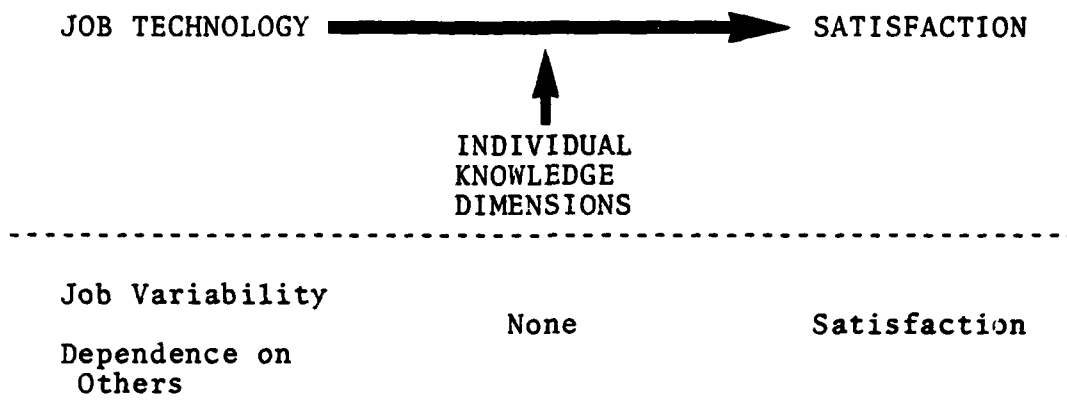 JOB TECHNOLOGY SATISFACTION
INDIVIDUAL
KNOWLEDGE
DIMENSIONS
Job Variability
None Satisfaction
Dependence on
Others